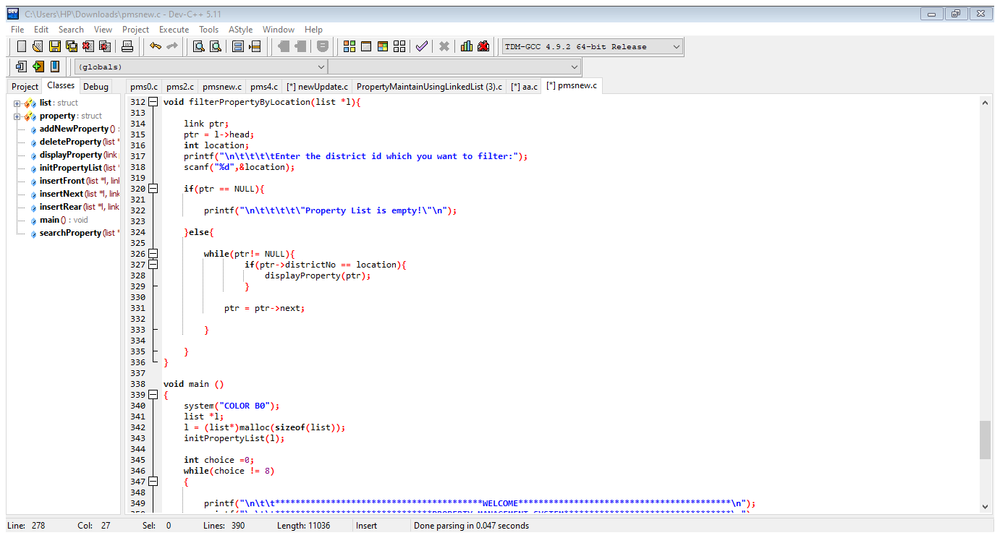 C:\Users\HP\Downloads\pmsnew.c - Dev-C++ 5.11
File Edit Search View Project Execute Tools AStyle Window Help
TDM-GCC 4.9.2 64-bit Release
(globals)
Project Classes Debug
pms0.c pms2.c pmsnew.c pms4.c [*] newUpdate.c PropertyMaintainUsingLinkedList (3).c [*] aa.c [*] pmsnew.c
list : struct
property : struct
addNewProperty () :
deleteProperty (list *
displayProperty (link
initPropertyList (list *
insertFront (list *l, link
insertNext (list *l, link
insertRear (list *l, link
main () : void
searchProperty (list *
312 void filterPropertyByLocation(list *l){
313
314 link ptr;
315 ptr = l->head;
316 int location;
317 printf("\n\t\t\t\tEnter the district id which you want to filter:");
318 scanf("%d",&location);
319
320 if(ptr == NULL){
321
322 printf("\n\t\t\t\t\"Property List is empty!\"\n");
323
324 }else{
325
326 while(ptr!= NULL){
327 if(ptr->districtNo == location){
328 displayProperty(ptr);
329 }
330
331 ptr = ptr->next;
332
333 }
334
335 }
336 }
337
338 void main ()
339 {
340 system("COLOR B0");
341 list *l;
342 l = (list*)malloc(sizeof(list));
343 initPropertyList(l);
344
345 int choice =0;
346 while(choice != 8)
347 {
348
349 printf("\n\t\t*****************************************WELCOME******************************************\n");
Line: 278 Col: 27 Sel: 0 Lines: 390 Length: 11036 Insert Done parsing in 0.047 seconds